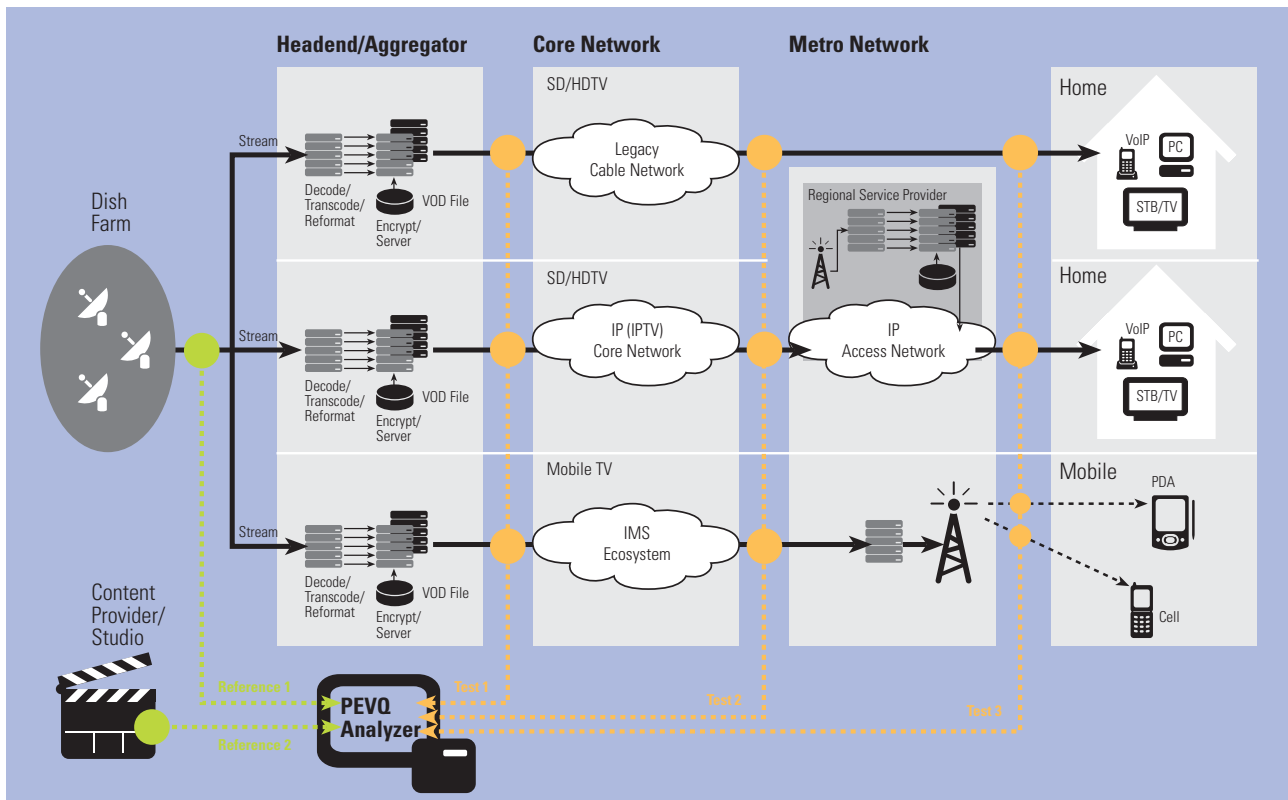 Headend/Aggregator
Core Network
Metro Network
Dish
Farm
Stream
Decode/
Transcode/
Reformat
VOD File
Encrypt/
Server
SD/HDTV
Legacy
Cable Network
Regional Service Provider
Home
VoIP
PC
STB/TV
Stream
Decode/
Transcode/
Reformat
VOD File
Encrypt/
Server
SD/HDTV
IP (IPTV)
Core Network
IP
Access Network
Home
VoIP
PC
STB/TV
Stream
Decode/
Transcode/
Reformat
VOD File
Encrypt/
Server
Mobile TV
IMS
Ecosystem
Mobile
PDA
Cell
Content
Provider/
Studio
Reference 1
Reference 2
PEVQ
Analyzer
Test 1
Test 2
Test 3